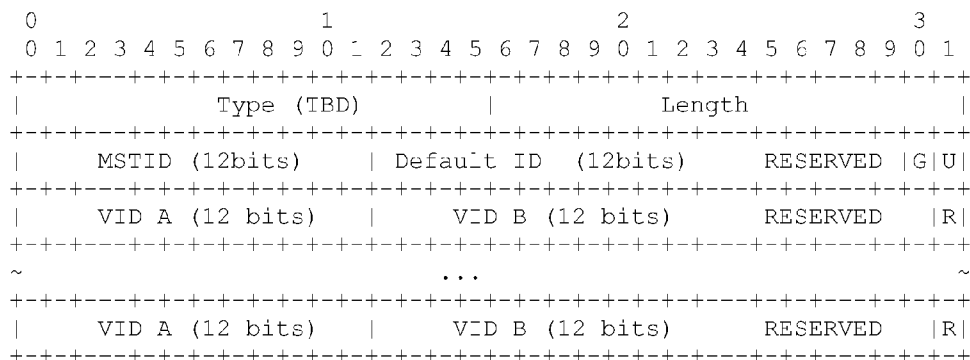 0                   1                   2                   3
 0 1 2 3 4 5 6 7 8 9 0 1 2 3 4 5 6 7 8 9 0 1 2 3 4 5 6 7 8 9 0 1
+-+-+---+-+-+-+-+-+-+-+-+-+-+-+-+-+-+-+-+-+-+-+-+-+-+---+-+-+-+-+
|             Type (TBD)        |           Length              |
+-+-+---+-+-+-+-+-+-+-+-+-+-+-+-+-+-+-+-+-+-+-+-+-+-+---+-+-+-+-+
|     MSTID (12bits)    | Default ID  (12bits)   RESERVED |G|U|
+-+-+---+-+-+-+-+-+-+-+-+-+-+-+-+-+-+-+-+-+-+-+-+-+-+---+-+-+-+-+
|     VID A (12 bits)   |     VID B (12 bits)    RESERVED   |R|
+-+-+---+-+-+-+-+-+-+-+-+-+-+-+-+-+-+-+-+-+-+-+-+-+-+---+-+-+-+-+
~                              ...                              ~
+-+-+---+-+-+-+-+-+-+-+-+-+-+-+-+-+-+-+-+-+-+-+-+-+-+---+-+-+-+-+
|     VID A (12 bits)   |     VID B (12 bits)    RESERVED   |R|
+-+-+---+-+-+-+-+-+-+-+-+-+-+-+-+-+-+-+-+-+-+-+-+-+-+---+-+-+-+-+